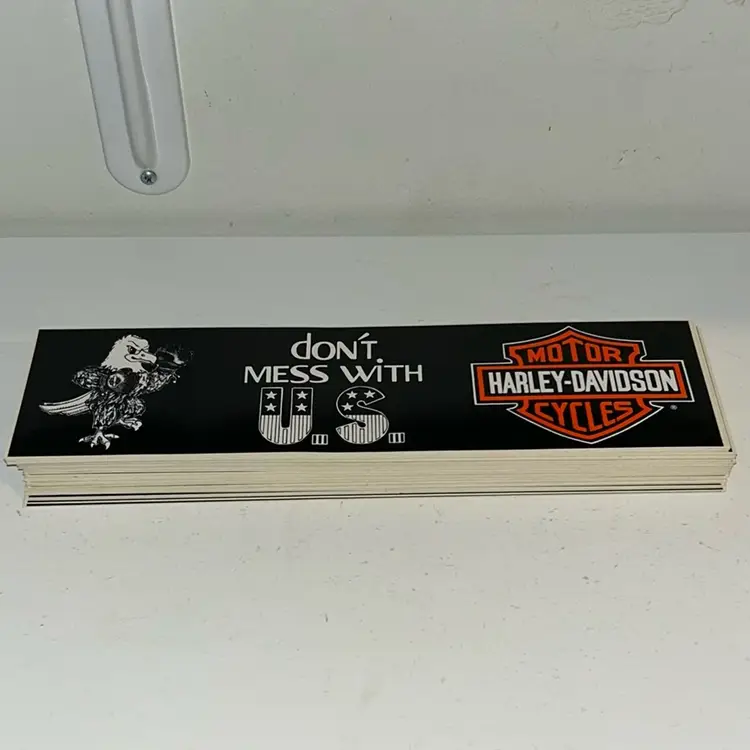 don't
MESS WITH
U.S.
MOTOR
HARLEY-DAVIDSON
CYCLES
®